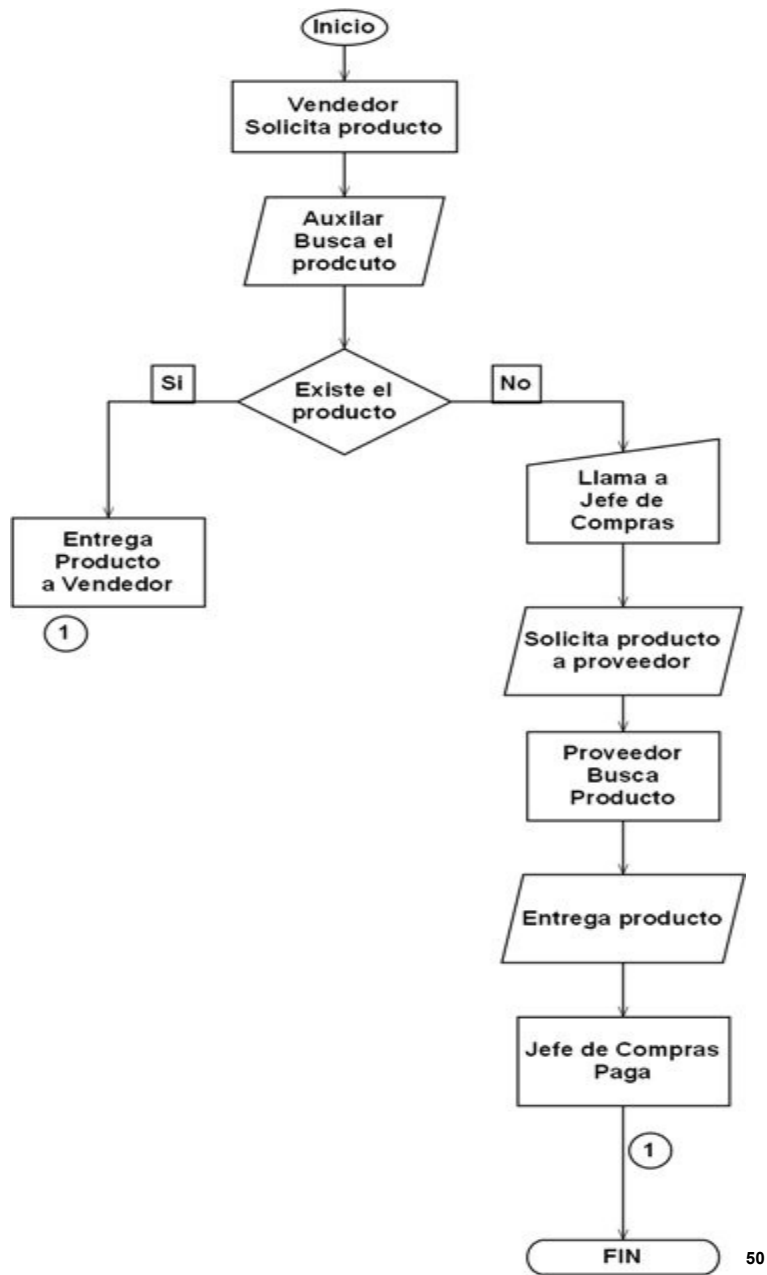 Inicio
Vendedor
Solicita producto
Auxilar
Busca el
prodcuto
Existe el
producto
Si
No
Entrega
Producto
a Vendedor
1
Llama a
Jefe de
Compras
Solicita producto
a proveedor
Proveedor
Busca
Producto
Entrega producto
Jefe de Compras
Paga
1
FIN
50